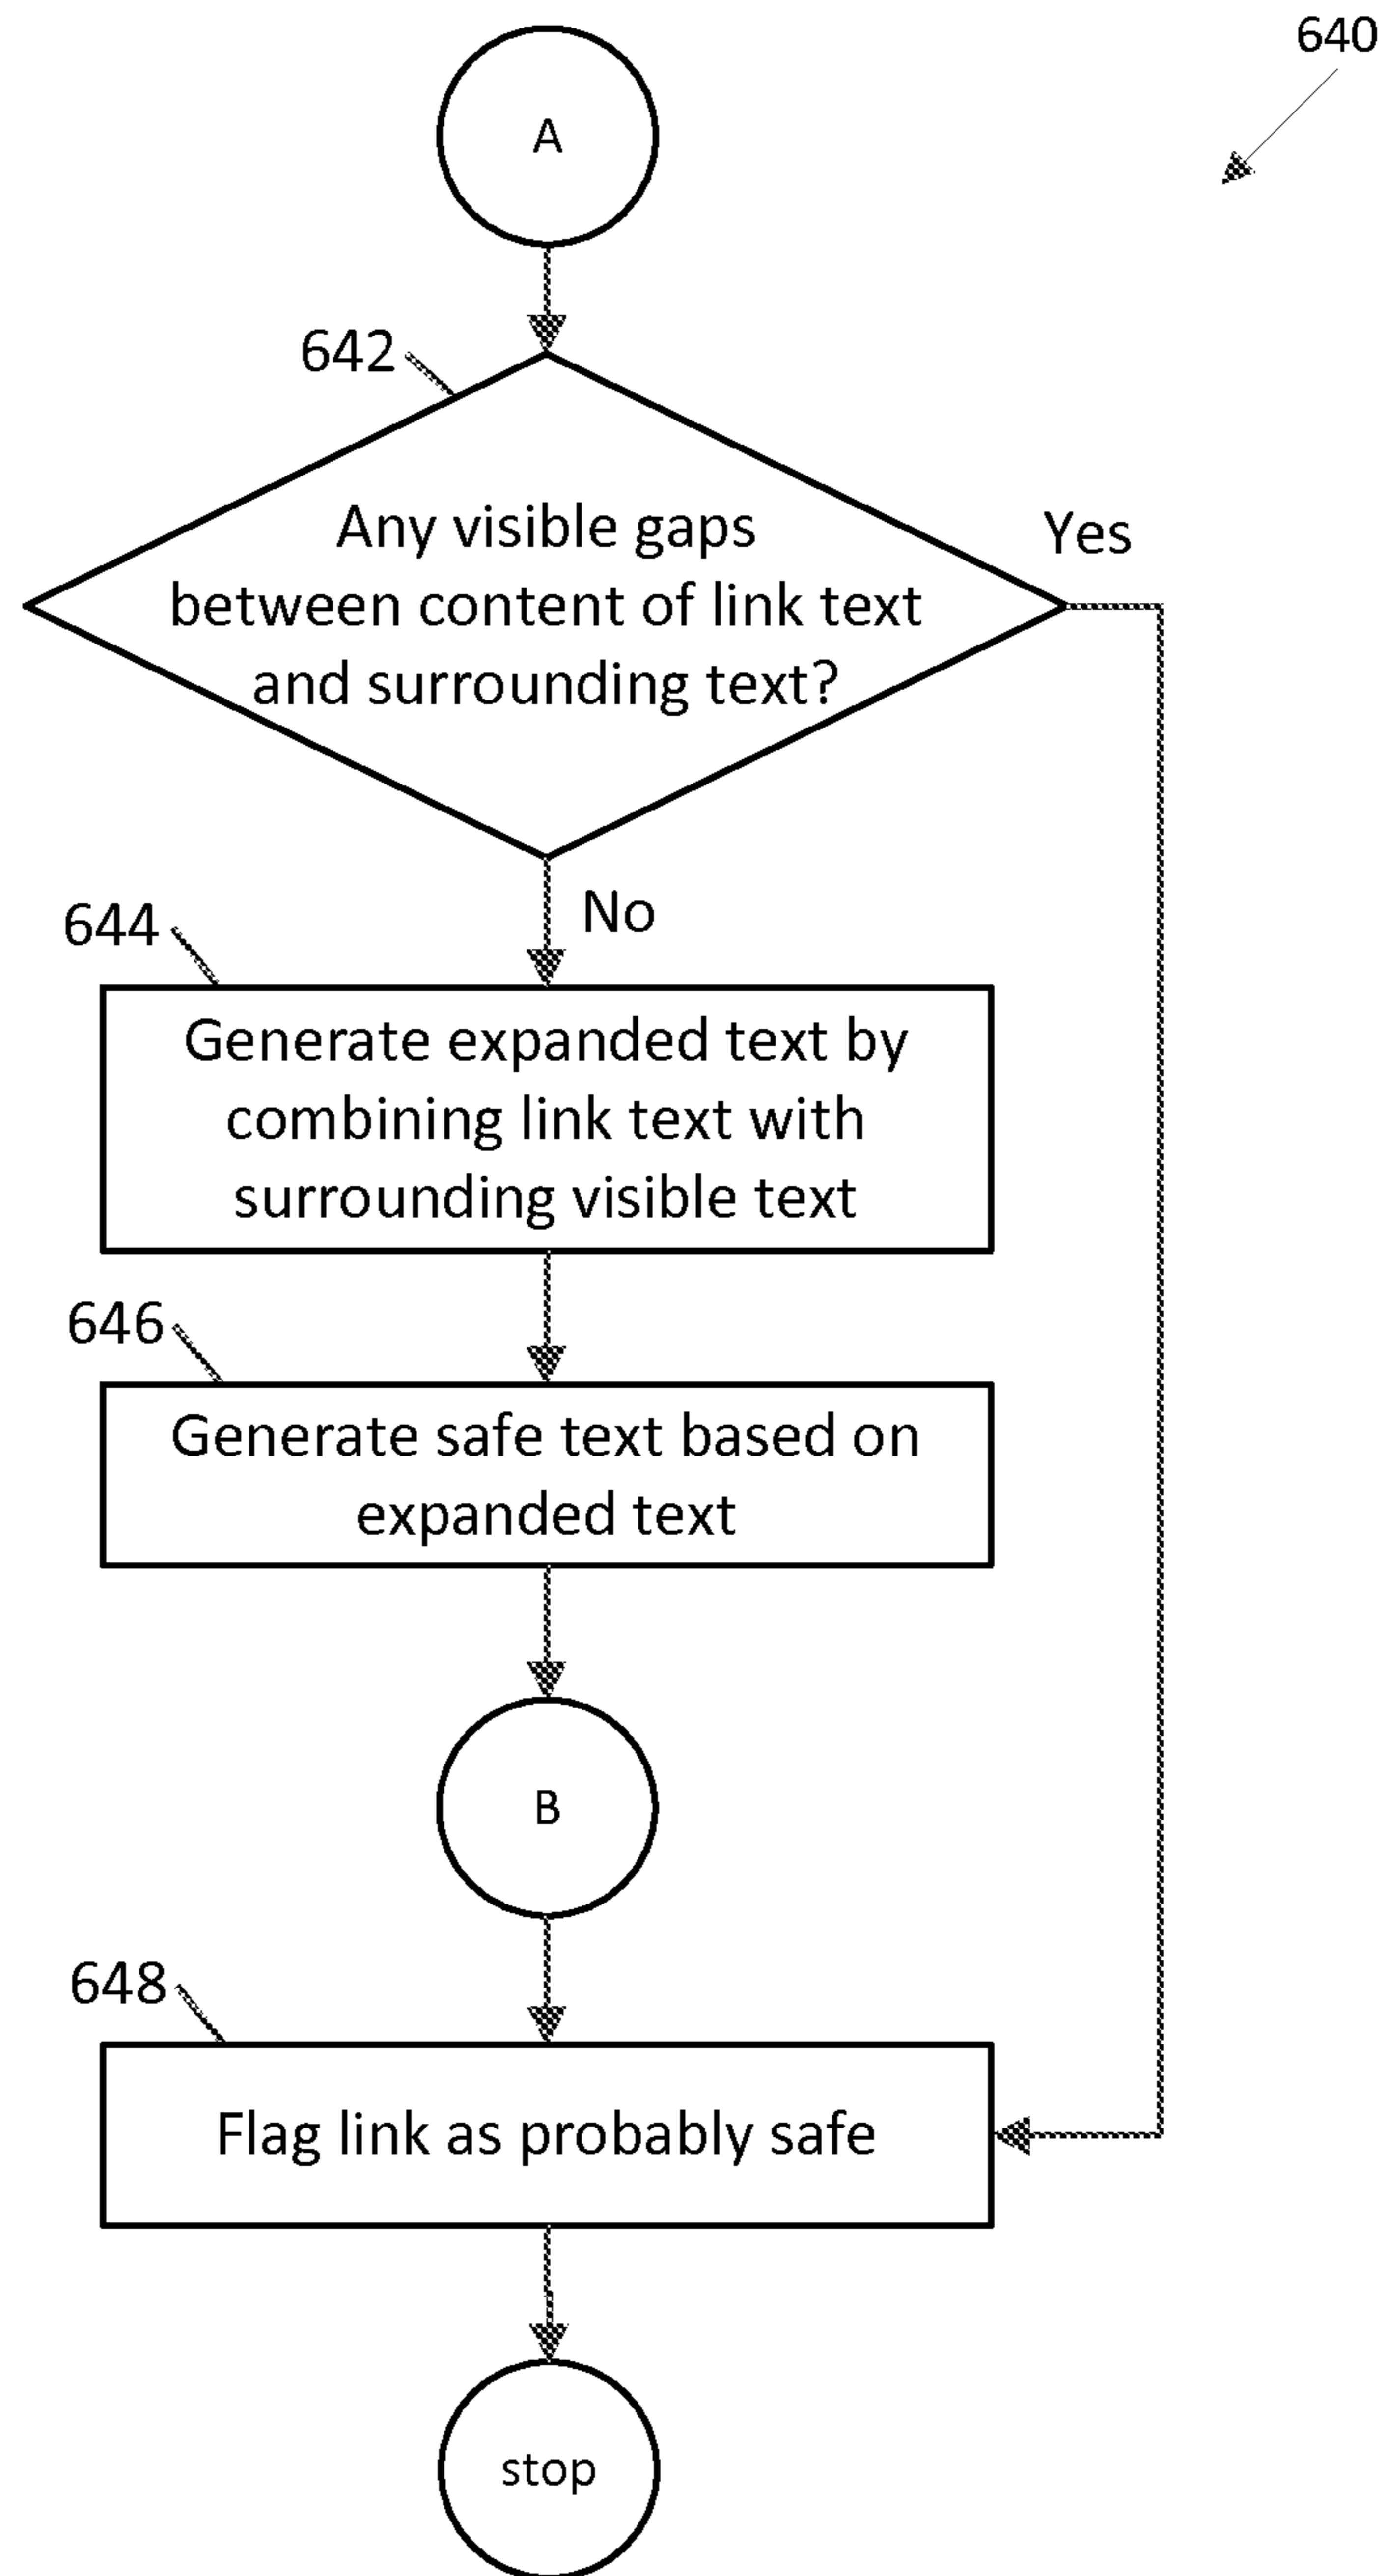 640
A
642
Any visible gaps
between content of link text
and surrounding text?
Yes
No
644
Generate expanded text by
combining link text with
surrounding visible text
646
Generate safe text based on
expanded text
B
648
Flag link as probably safe
stop